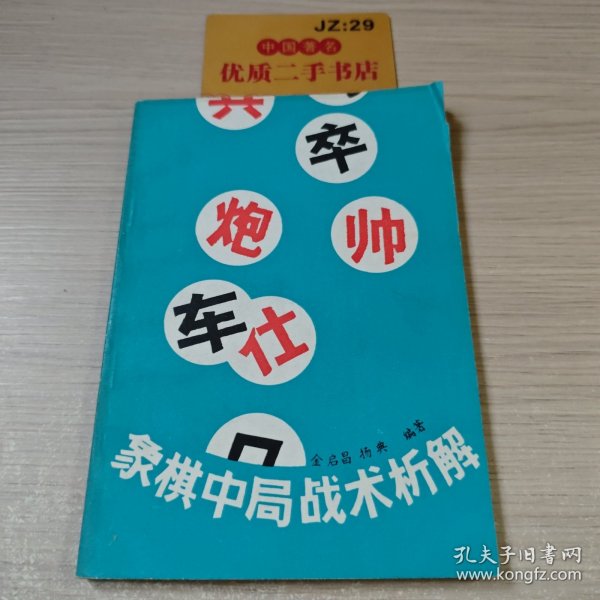 JZ:29
中国著名
优质二手书店
兵
卒
炮
帅
车
仕
金启昌 杨典 编著
象棋中局战术析解
孔夫子旧书网
www.kongfz.com